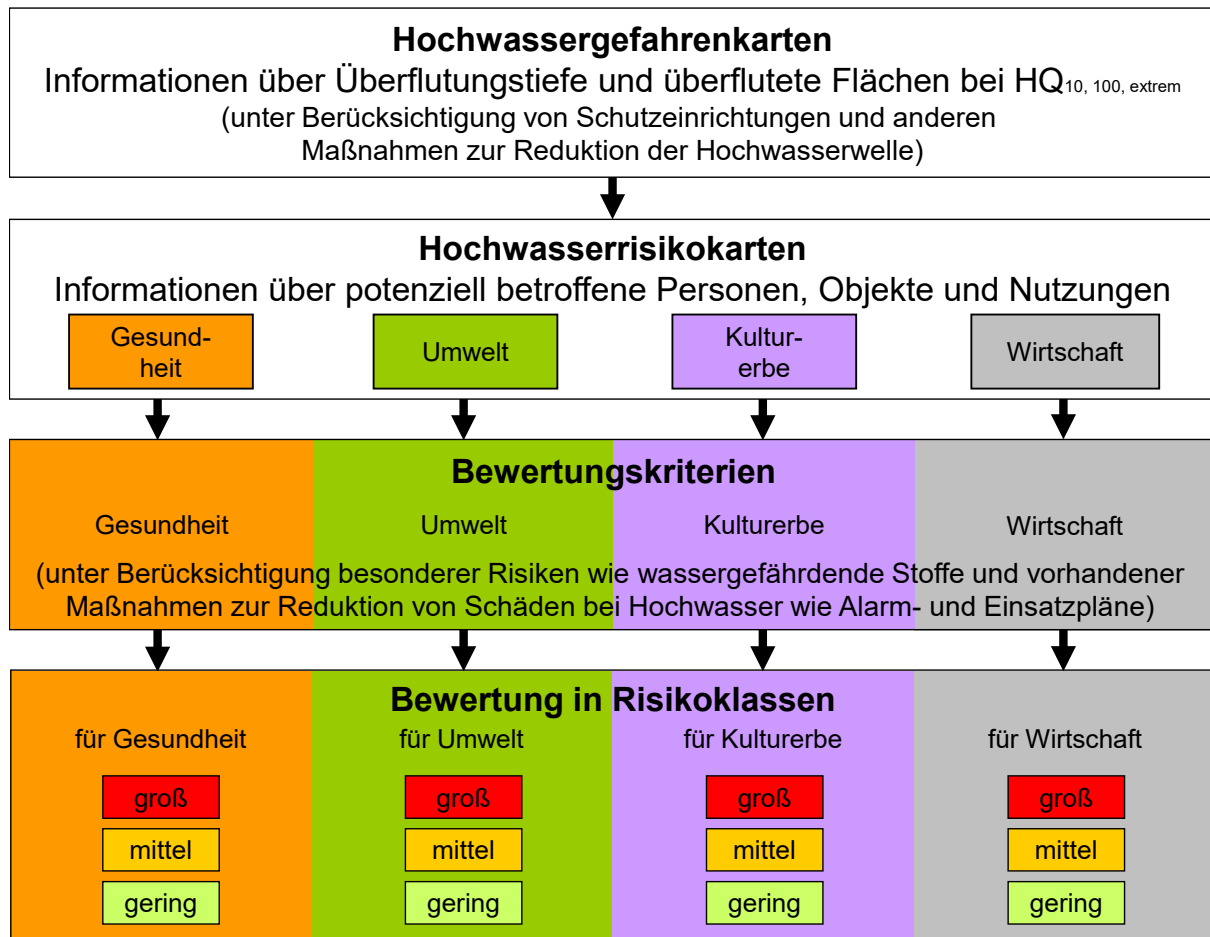 Hochwassergefahrenkarten
Informationen über Überflutungstiefe und überflutete Flächen bei HQ10, 100, extrem
(unter Berücksichtigung von Schutzeinrichtungen und anderen
Maßnahmen zur Reduktion der Hochwasserwelle)
Hochwasserrisikokarten
Informationen über potenziell betroffene Personen, Objekte und Nutzungen
Gesund-
heit
Umwelt
Kultur-
erbe
Wirtschaft
Bewertungskriterien
Gesundheit Umwelt Kulturerbe Wirtschaft
(unter Berücksichtigung besonderer Risiken wie wassergefährdende Stoffe und vorhandener
Maßnahmen zur Reduktion von Schäden bei Hochwasser wie Alarm- und Einsatzpläne)
Bewertung in Risikoklassen
für Gesundheit für Umwelt für Kulturerbe für Wirtschaft
groß groß groß groß
mittel mittel mittel mittel
gering gering gering gering